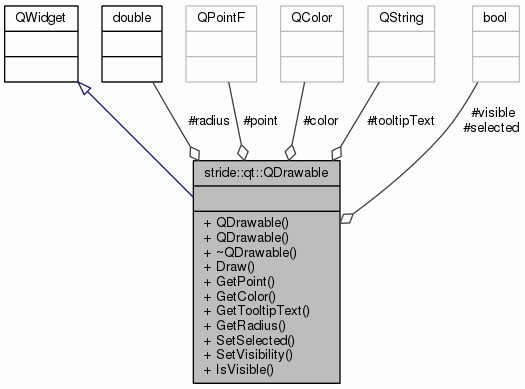 QWidget
double
QPointF
QColor
QString
bool
#radius
#point
#color
#tooltipText
#visible
#selected
stride::qt::QDrawable
+ QDrawable()
+ QDrawable()
+ ~QDrawable()
+ Draw()
+ GetPoint()
+ GetColor()
+ GetTooltipText()
+ GetRadius()
+ SetSelected()
+ SetVisibility()
+ IsVisible()